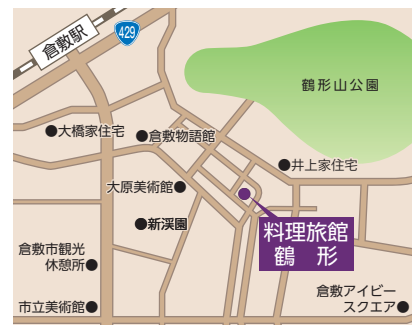 倉敷駅
429
鶴形山公園
大橋家住宅
倉敷物語館
井上家住宅
大原美術館
新渓園
料理旅館
鶴 形
倉敷市観光
休憩所
倉敷アイビー
スクエア
市立美術館